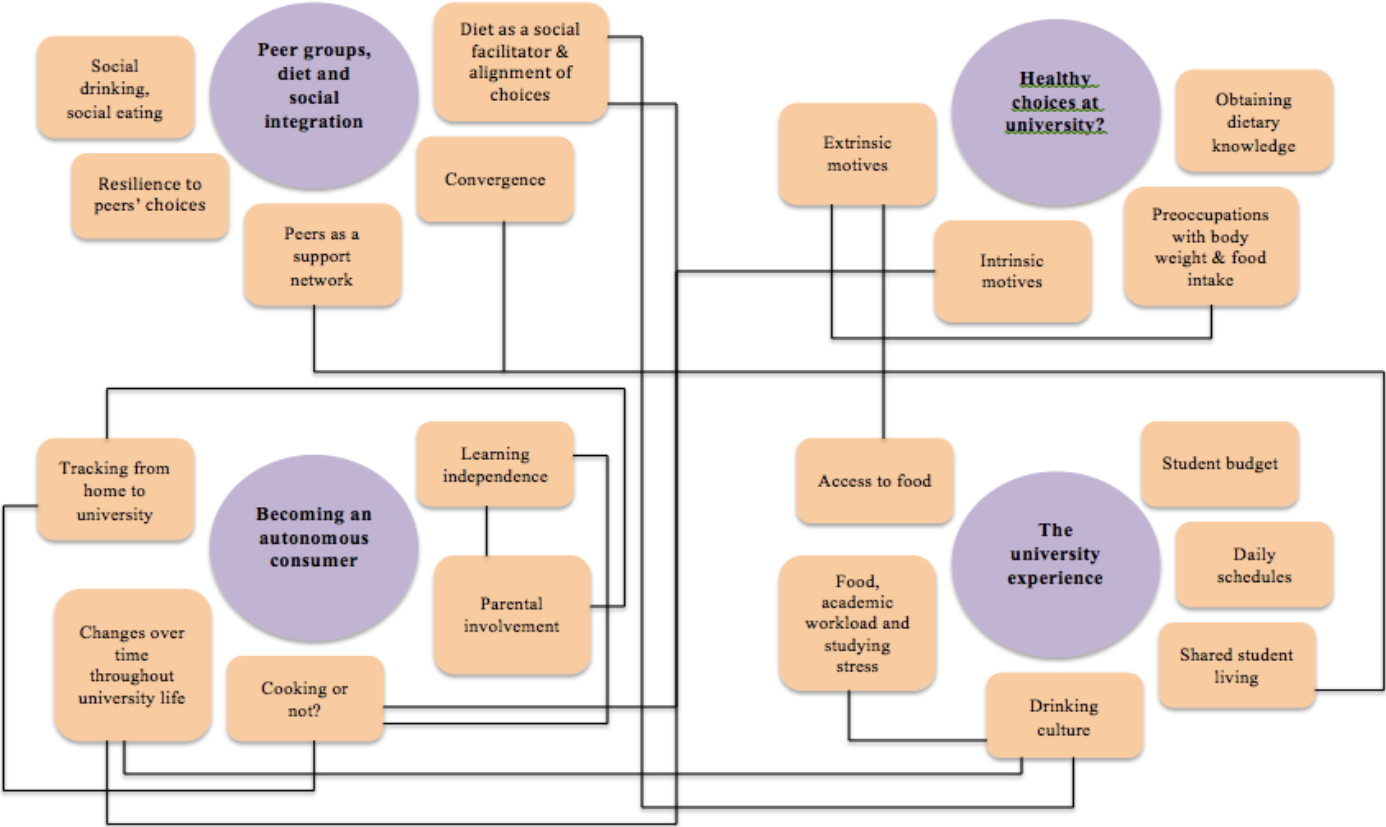 Peer groups,
diet and
social
integration
Social
drinking,
social eating
Diet as a social
facilitator &
alignment of
choices
Resilience to
peers' choices
Convergence
Peers as a
support
network
Healthy
choices at
university?
Extrinsic
motives
Obtaining
dietary
knowledge
Intrinsic
motives
Preoccupations
with body
weight & food
intake
Becoming an
autonomous
consumer
Tracking from
home to
university
Learning
independence
Changes over
time
throughout
university life
Cooking or
not?
Parental
involvement
The
university
experience
Access to food
Student budget
Food,
academic
workload and
studying
stress
Daily
schedules
Shared student
living
Drinking
culture